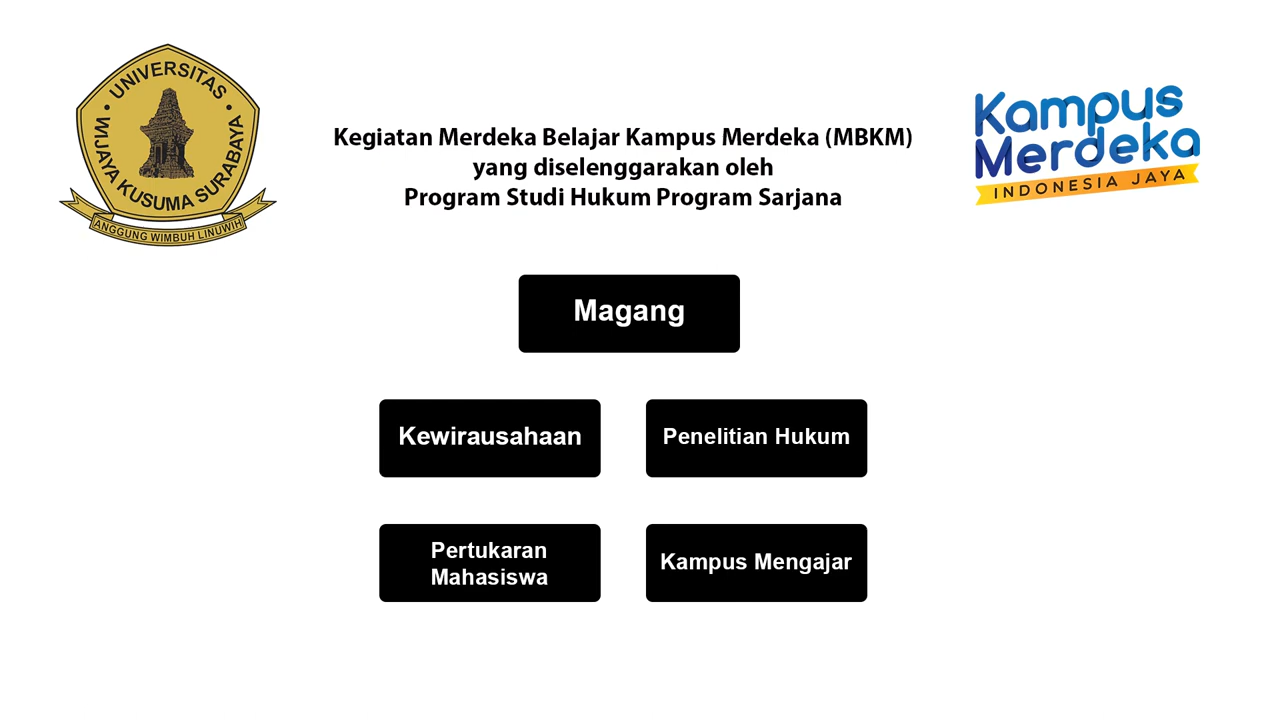 UNIVERSITAS
WIJAYA KUSUMA SURABAYA
ANGGUNG WIMBUH LINUWIH
Kegiatan Merdeka Belajar Kampus Merdeka (MBKM)
yang diselenggarakan oleh
Program Studi Hukum Program Sarjana
Kampus
Merdeka
INDONESIA JAYA
Magang
Kewirausahaan
Penelitian Hukum
Pertukaran
Mahasiswa
Kampus Mengajar